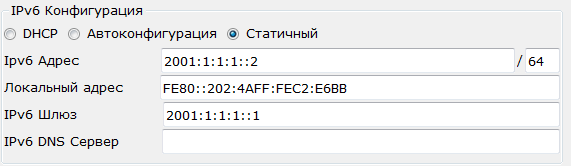 IPv6 Конфигурация
DHCP Автоконфигурация Статичный
Ipv6 Адрес 2001:1:1:1::2 / 64
Локальный адрес FE80::202:4AFF:FEC2:E6BB
IPv6 Шлюз 2001:1:1:1::1
IPv6 DNS Сервер